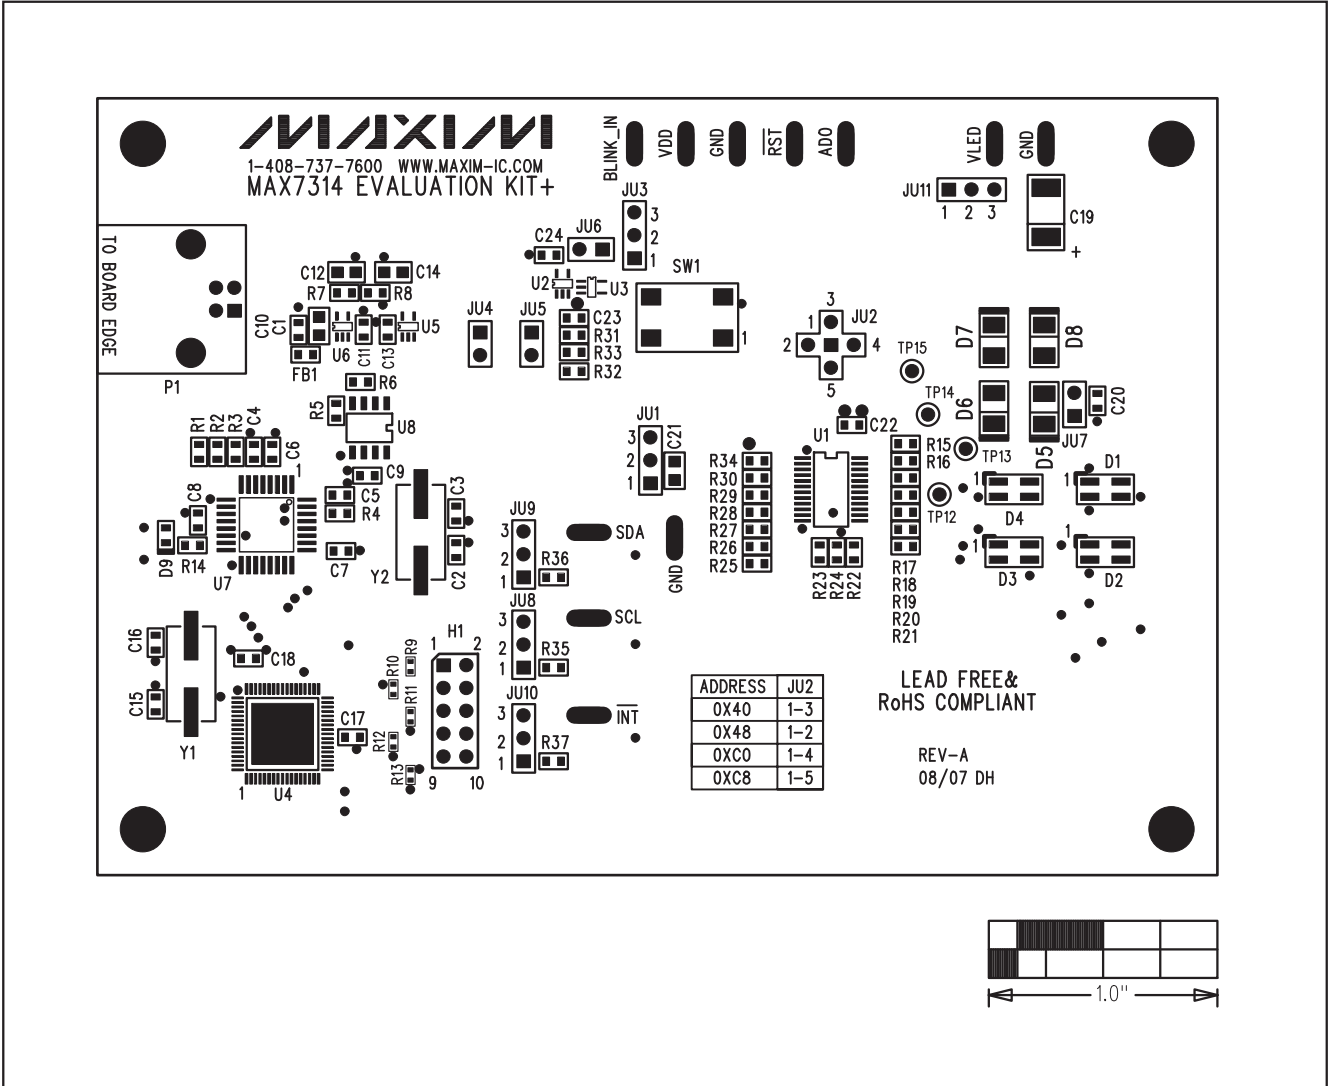 MAXIM
1-408-737-7600 WWW.MAXIM-IC.COM
MAX7314 EVALUATION KIT+
BLINK_IN
VDD
GND
RST
AD0
VLED
GND
JU3
3
2
1
JU11
1 2 3
C19
+
TO BOARD EDGE
P1
C24
JU6
U2
U3
SW1
1
C12
C14
R7
R8
C10
C1
U6
C11
C13
U5
FB1
JU4
JU5
C23
R31
R33
R32
3
1
JU2
2
4
5
TP15
TP14
TP13
TP12
D7
D8
D6
D5
JU7
C20
R6
R5
U8
R1
R2
R3
C4
C6
1
C9
C5
R4
C8
D9
R14
U7
C7
Y2
C3
C2
JU1
3
2
1
C21
GND
U1
C22
R34
R30
R29
R28
R27
R26
R25
R23
R24
R22
R15
R16
R17
R18
R19
R20
R21
1
D4
1
D1
1
D3
1
D2
JU9
3
2
1
R36
SDA
JU8
3
2
1
R35
SCL
JU10
3
2
1
R37
INT
C16
C15
Y1
C18
C17
1
U4
R9
R10
R11
R12
R13
H1
1 2
9 10
ADDRESS JU2
0X40 1-3
0X48 1-2
0XC0 1-4
0XC8 1-5
LEAD FREE&
RoHS COMPLIANT
REV-A
08/07 DH
1.0"